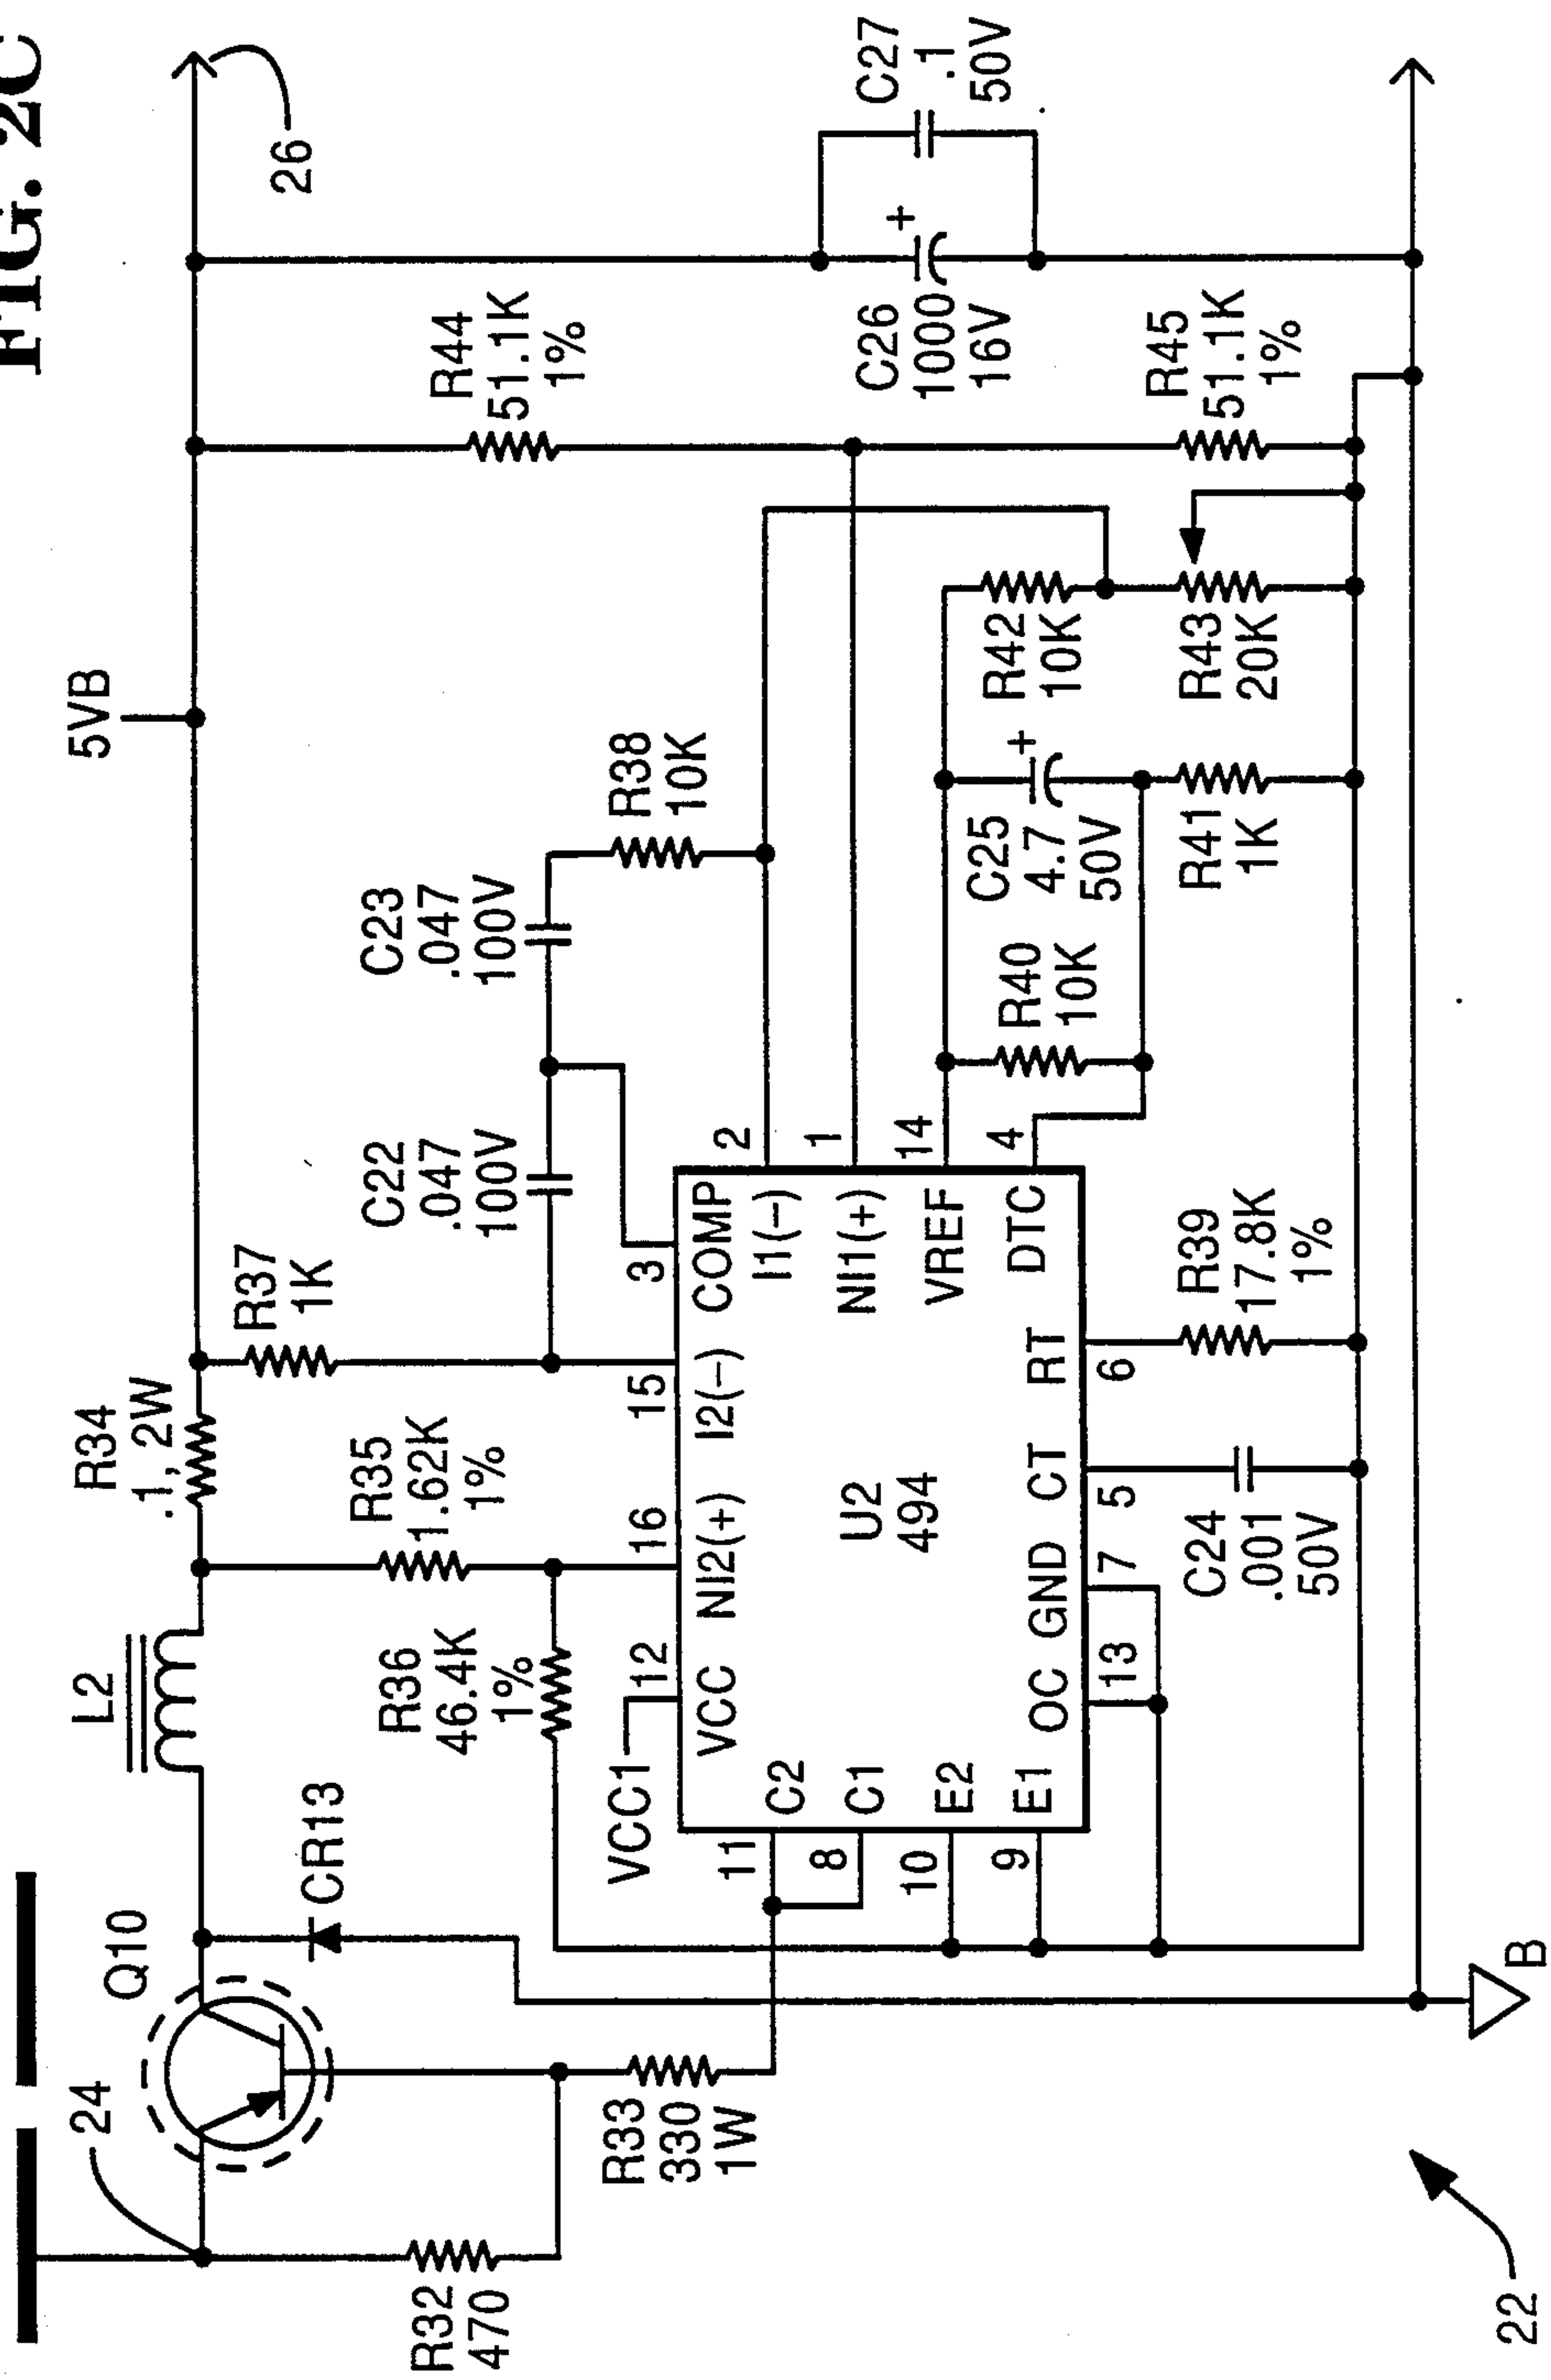 FIG. 2C
26
5VB
24
Q10
L2
R34
.1, 2W
R37
1K
CR13
R35
1.62K
1%
R36
46.4K
1%
C22
.047
100V
C23
.047
100V
R38
10K
R44
51.1K
1%
C26
1000
16V
+
C27
.1
50V
R32
470
R33
330
1W
VCC1
12
16
15
3
VCC
NI2(+)
I2(-)
COMP
11
C2
8
C1
10
E2
9
E1
U2
494
I1(-)
2
NI1(+)
1
VREF
14
DTC
4
OC
GND
CT
RT
13
7
5
6
R40
10K
C25
4.7
50V
+
R42
10K
R41
1K
R43
20K
R45
51.1K
1%
C24
.001
50V
R39
17.8K
1%
22
B